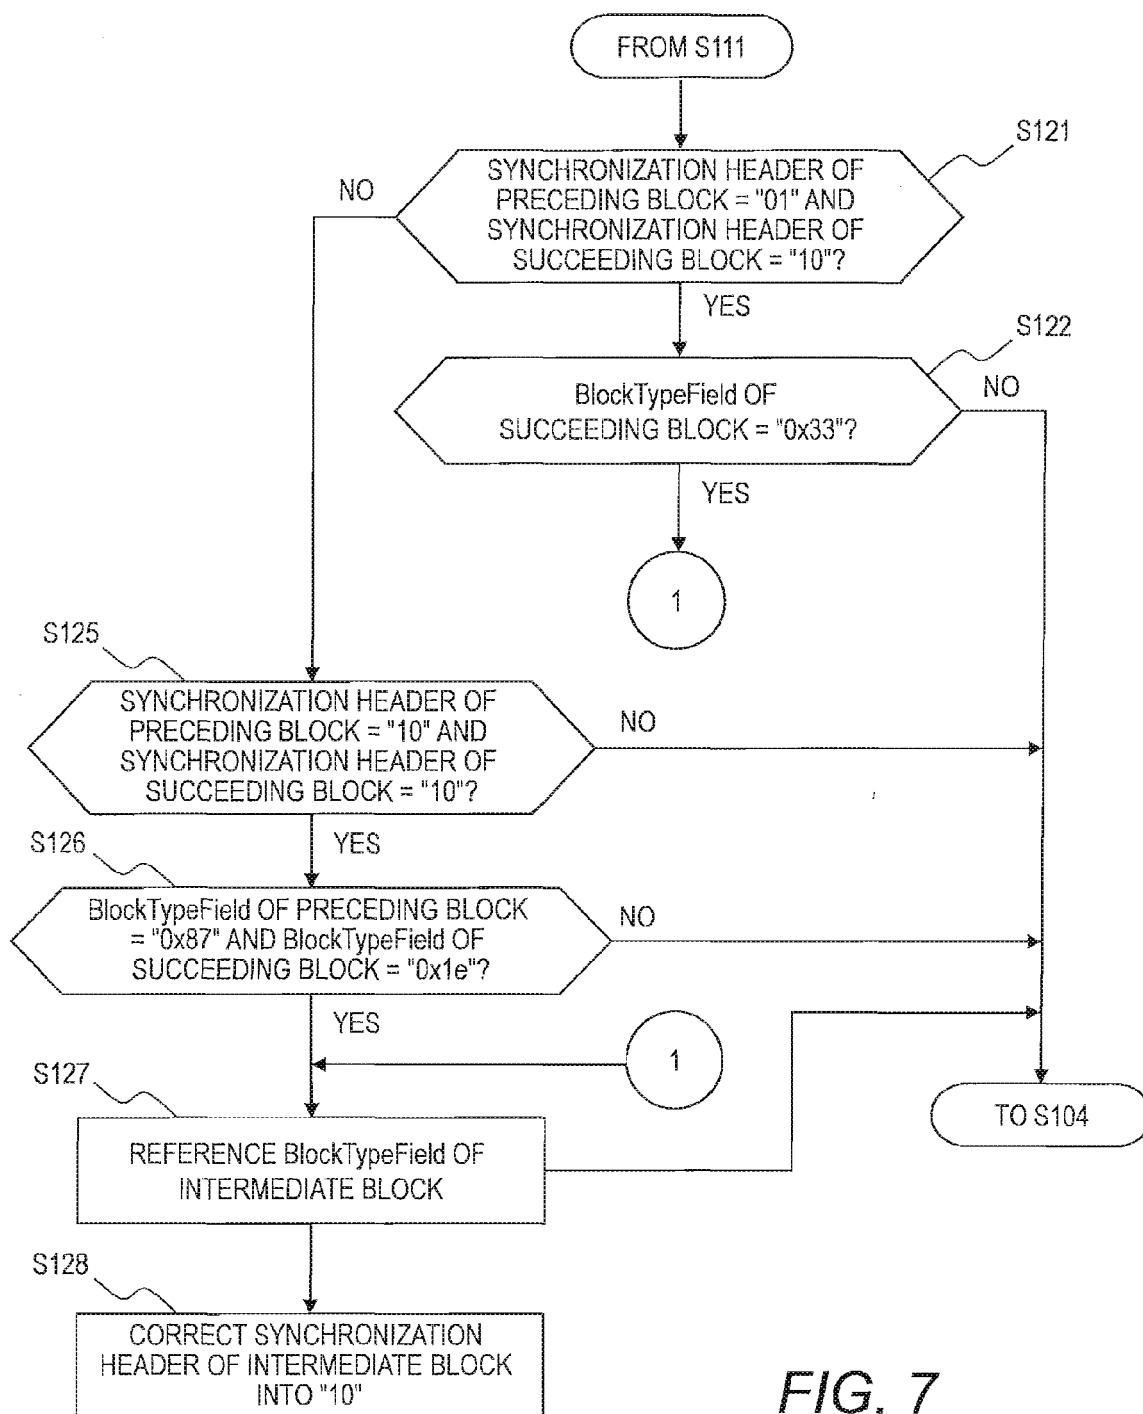 FROM S111
S121
SYNCHRONIZATION HEADER OF
PRECEDING BLOCK = "01" AND
SYNCHRONIZATION HEADER OF
SUCCEEDING BLOCK = "10"?
NO
YES
S122
BlockTypeField OF
SUCCEEDING BLOCK = "0x33"?
NO
YES
1
S125
SYNCHRONIZATION HEADER OF
PRECEDING BLOCK = "10" AND
SYNCHRONIZATION HEADER OF
SUCCEEDING BLOCK = "10"?
NO
YES
S126
BlockTypeField OF PRECEDING BLOCK
= "0x87" AND BlockTypeField OF
SUCCEEDING BLOCK = "0x1e"?
NO
YES
1
S127
REFERENCE BlockTypeField OF
INTERMEDIATE BLOCK
TO S104
S128
CORRECT SYNCHRONIZATION
HEADER OF INTERMEDIATE BLOCK
INTO "10"
FIG. 7